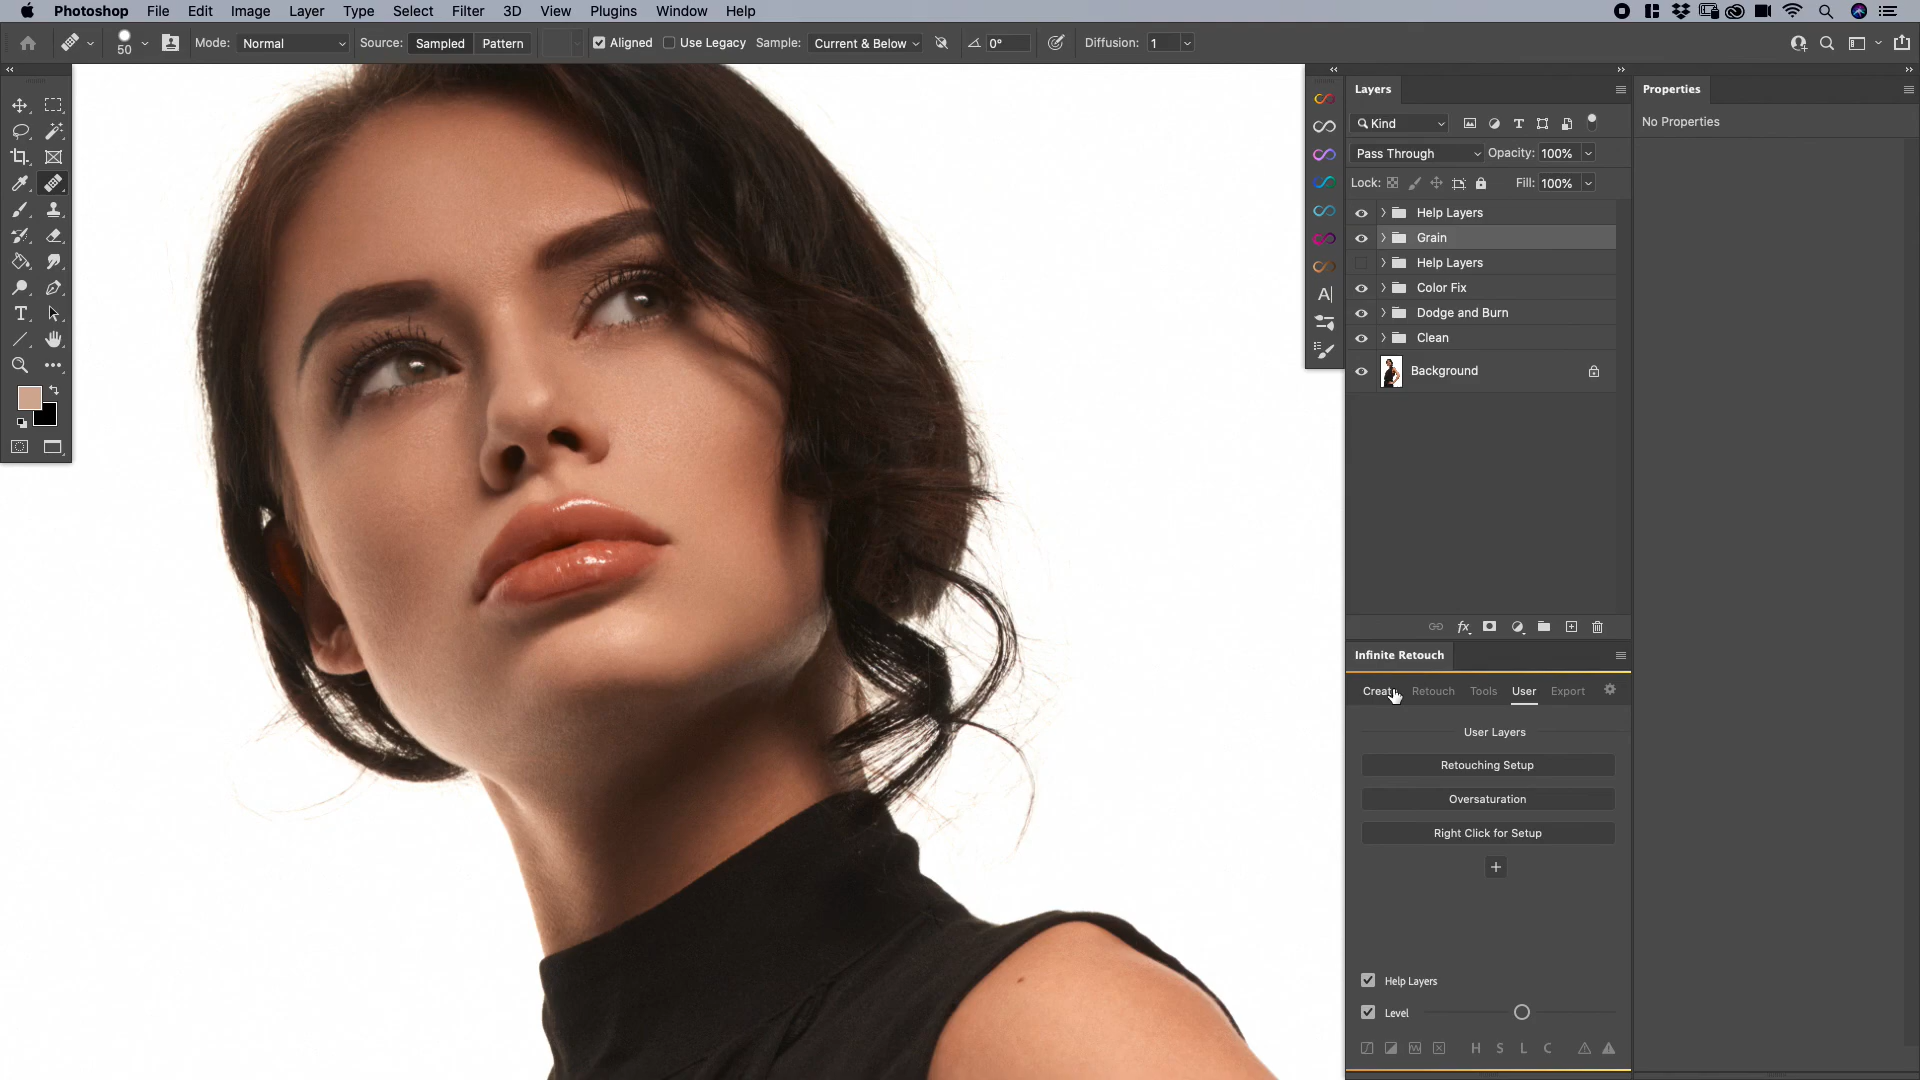 Photoshop File Edit Image Layer Type Select Filter 3D View Plugins Window Help
50 Mode: Normal Source: Sampled Pattern Aligned Use Legacy Sample: Current & Below 0° Diffusion: 1
Layers
Kind
Pass Through Opacity: 100%
Lock: Fill: 100%
Help Layers
Grain
Help Layers
Color Fix
Dodge and Burn
Clean
Background
Properties
No Properties
Infinite Retouch
Create Retouch Tools User Export
User Layers
Retouching Setup
Oversaturation
Right Click for Setup
+
Help Layers
Level
H S L C